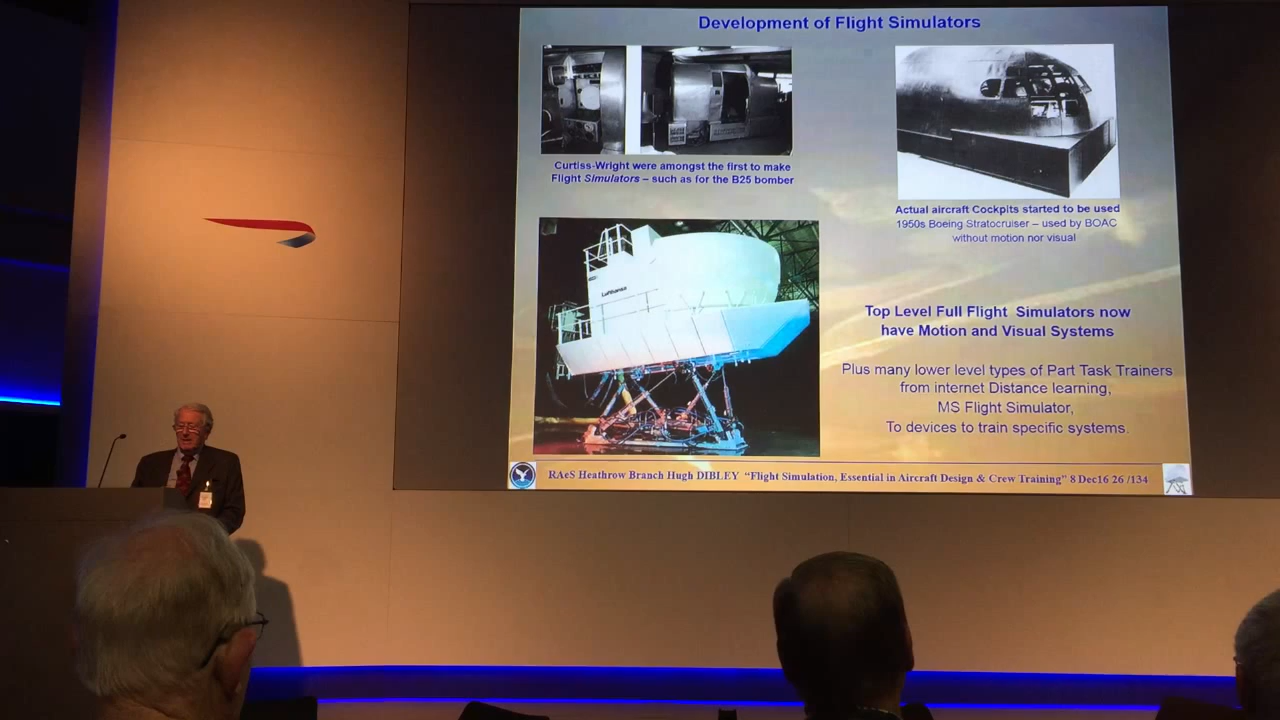 Development of Flight Simulators
Curtiss-Wright were amongst the first to make
Flight Simulators – such as for the B25 bomber
Actual aircraft Cockpits started to be used
1950s Boeing Stratocruiser – used by BOAC
without motion nor visual
Lufthansa
Top Level Full Flight Simulators now
have Motion and Visual Systems
Plus many lower level types of Part Task Trainers
from internet Distance learning,
MS Flight Simulator,
To devices to train specific systems.
RAeS Heathrow Branch Hugh DIBLEY "Flight Simulation, Essential in Aircraft Design & Crew Training" 8 Dec16 26 /134